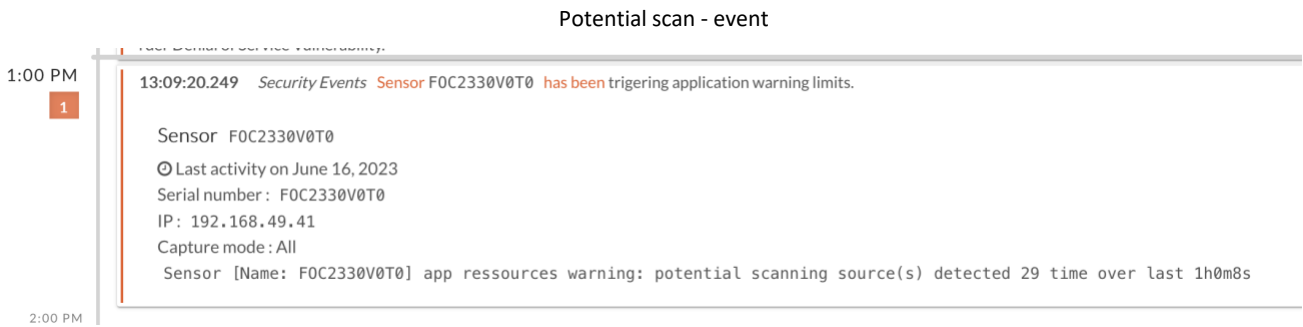 Potential scan - event
1:00 PM
1
13:09:20.249 Security Events Sensor FOC2330V0T0 has been trigering application warning limits.
Sensor FOC2330V0T0
Last activity on June 16, 2023
Serial number : FOC2330V0T0
IP : 192.168.49.41
Capture mode : All
Sensor [Name: FOC2330V0T0] app ressources warning: potential scanning source(s) detected 29 time over last 1h0m8s
2:00 PM